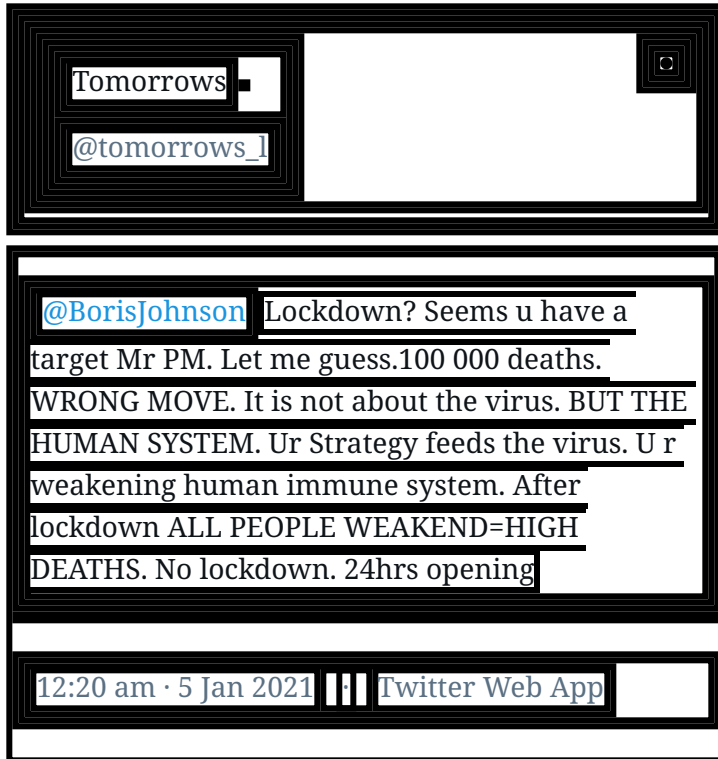 Tomorrows
@tomorrows_l
@BorisJohnson Lockdown? Seems u have a
target Mr PM. Let me guess.100 000 deaths.
WRONG MOVE. It is not about the virus. BUT THE
HUMAN SYSTEM. Ur Strategy feeds the virus. U r
weakening human immune system. After
lockdown ALL PEOPLE WEAKEND=HIGH
DEATHS. No lockdown. 24hrs opening
12:20 am · 5 Jan 2021 · Twitter Web App